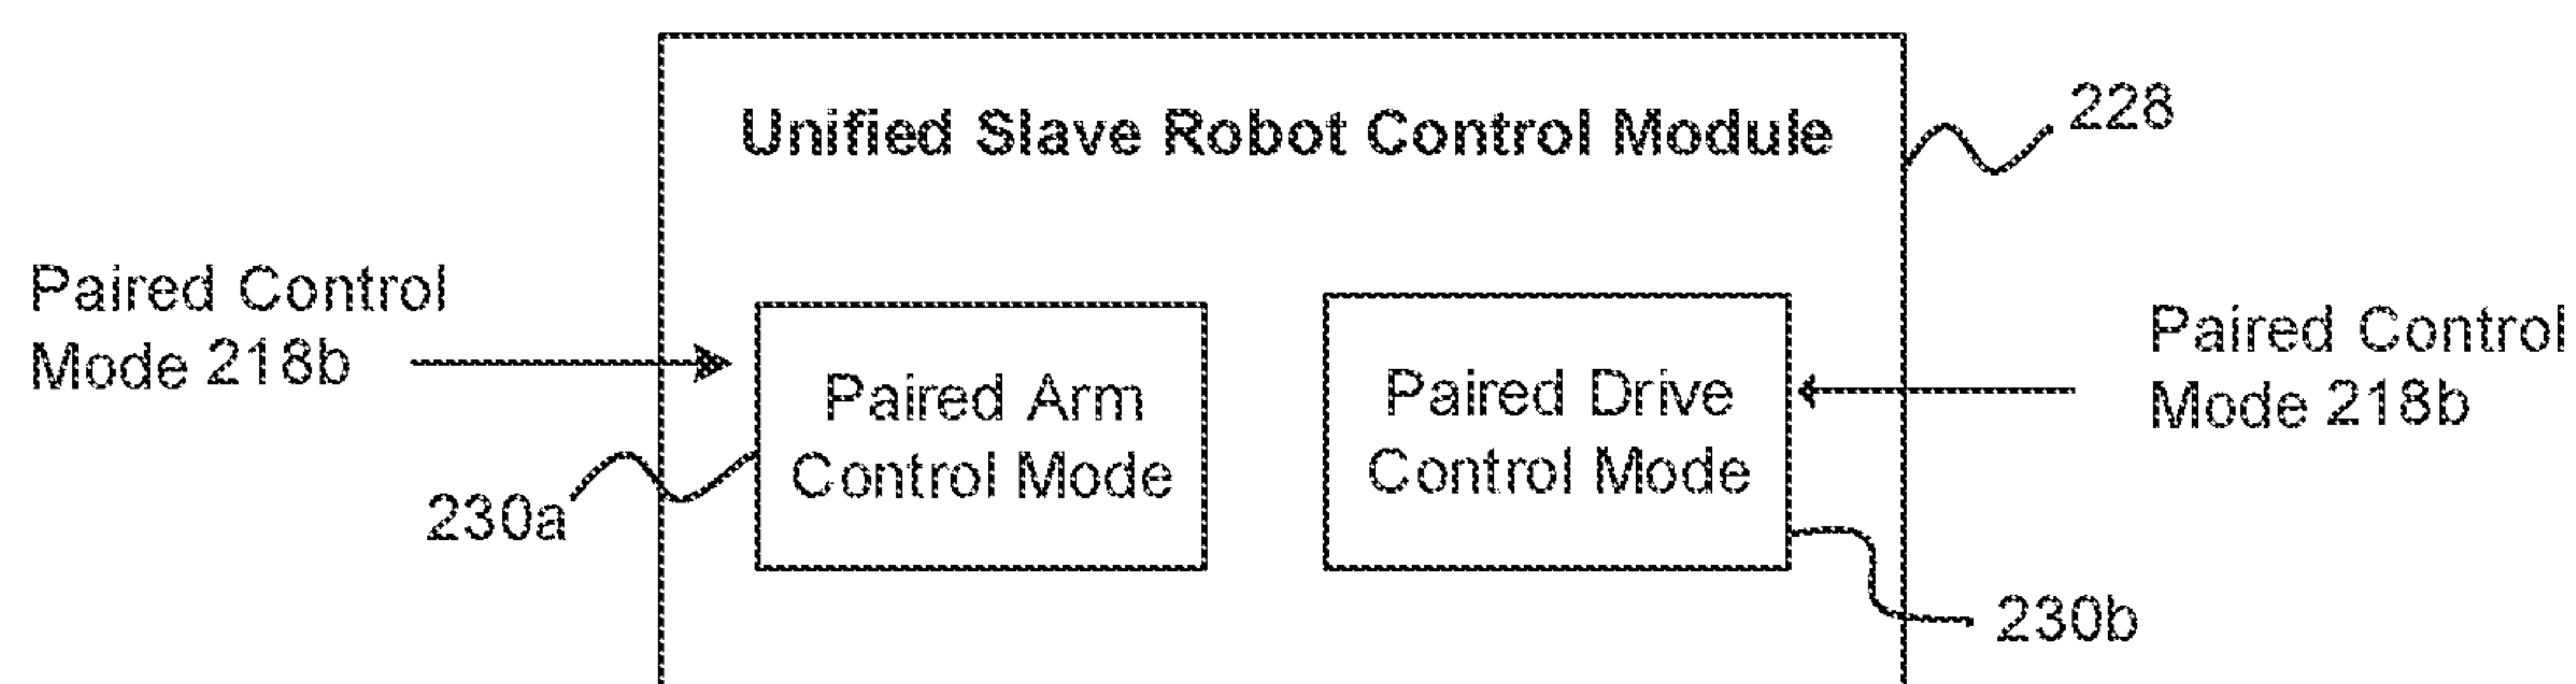 Unified Slave Robot Control Module
228
Paired Control
Mode 218b
Paired Arm
Control Mode
230a
Paired Drive
Control Mode
230b
Paired Control
Mode 218b